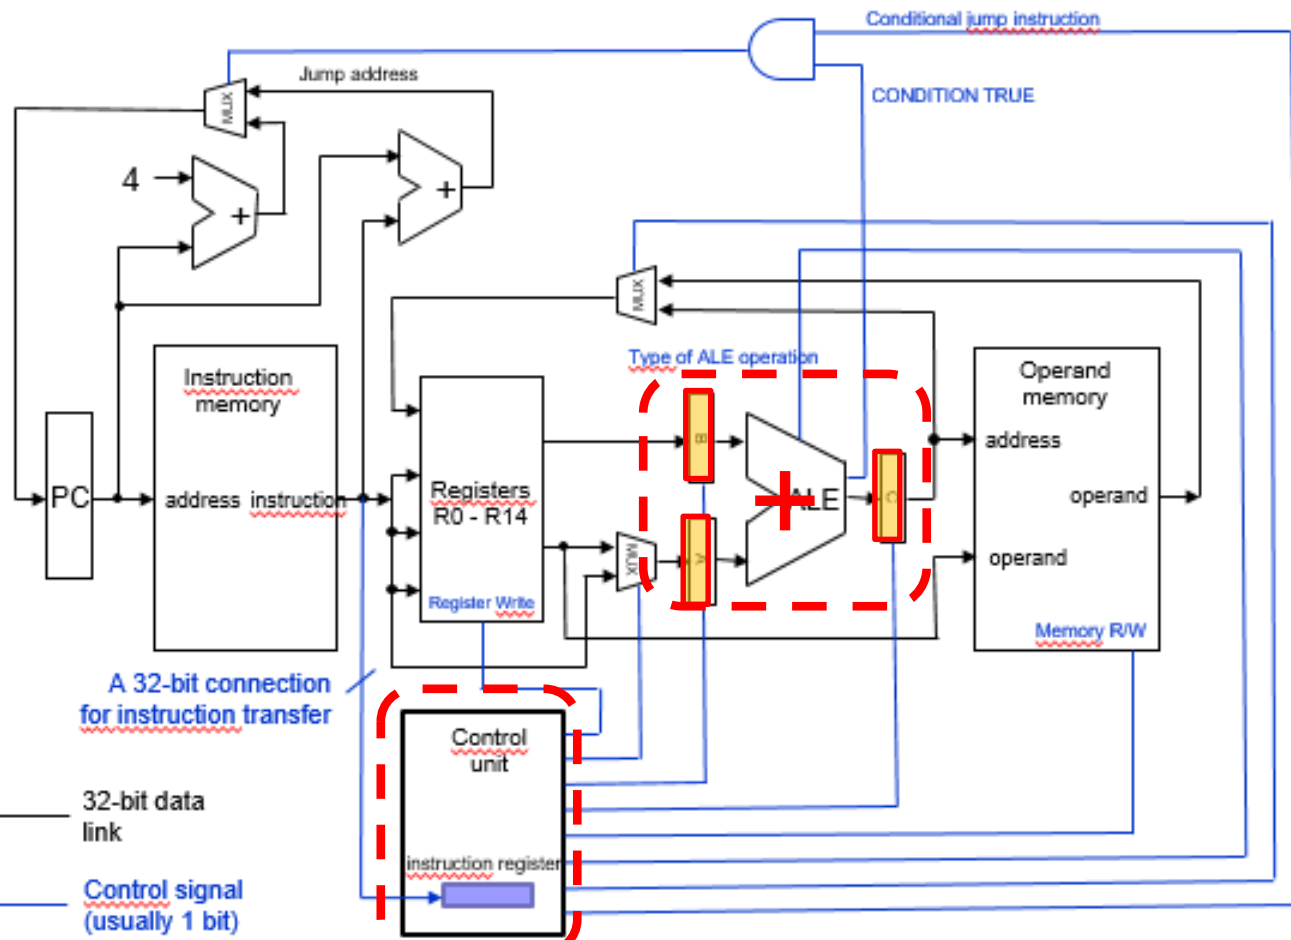 Conditional jump instruction
Jump address
MUX
CONDITION TRUE
4
+
+
MUX
Type of ALE operation
Instruction
memory
Operand
memory
B
address
PC
address
instruction
Registers
R0 - R14
ALE
C
operand
MUX
A
operand
Register Write
Memory R/W
A 32-bit connection
for instruction transfer
Control
unit
32-bit data
link
instruction register
Control signal
(usually 1 bit)